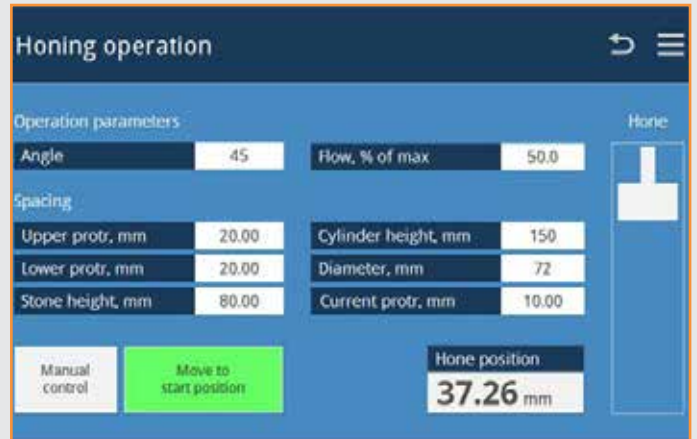 Honing operation
Operation parameters
Hone
Angle 45 Flow, % of max 50.0
Spacing
Upper protr, mm 20.00 Cylinder height, mm 150
Lower protr, mm 20.00 Diameter, mm 72
Stone height, mm 80.00 Current protr, mm 10.00
Manual
control
Move to
start position
Hone position
37.26 mm